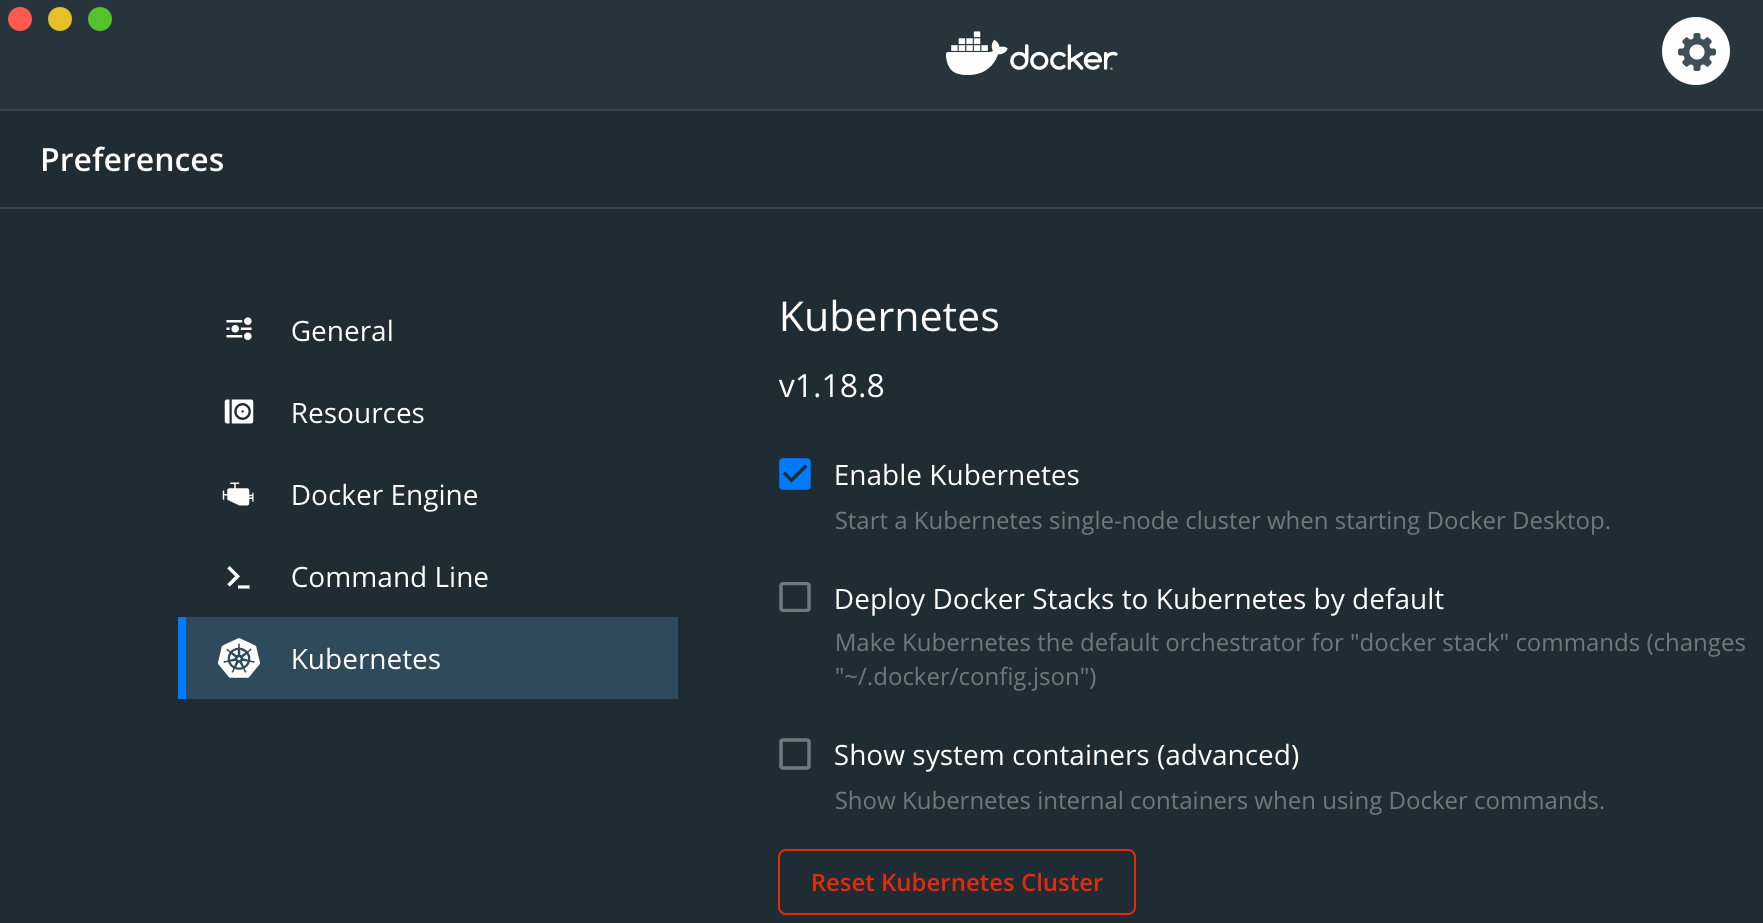 docker
Preferences
General
Resources
Docker Engine
Command Line
Kubernetes
Kubernetes
v1.18.8
Enable Kubernetes
Start a Kubernetes single-node cluster when starting Docker Desktop.
Deploy Docker Stacks to Kubernetes by default
Make Kubernetes the default orchestrator for "docker stack" commands (changes
"~/.docker/config.json")
Show system containers (advanced)
Show Kubernetes internal containers when using Docker commands.
Reset Kubernetes Cluster